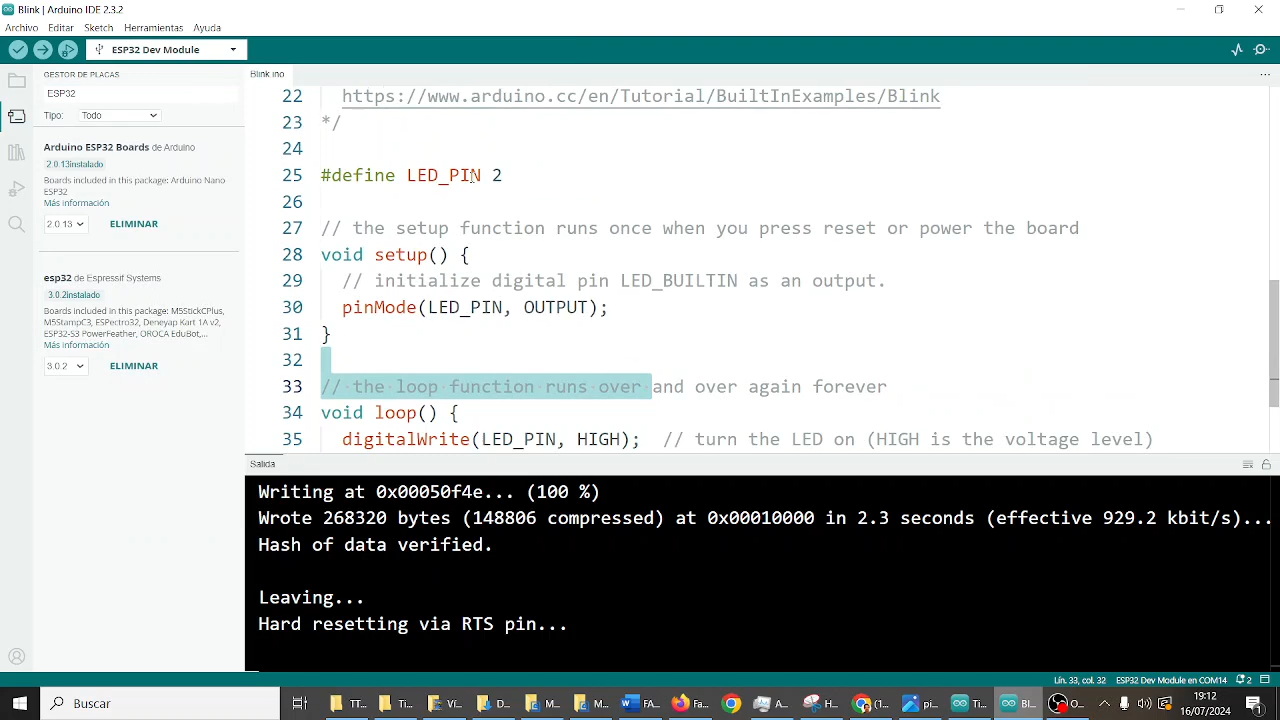 Blink | Arduino IDE 2.3.2
Archivo Editar Sketch Herramientas Ayuda
ESP32 Dev Module
GESTOR DE PLACAS
ESP32
Tipo: Todo
Arduino ESP32 Boards de Arduino
2.0.13instalado
Boards included in this package: Arduino Nano
ESP32
Más información
2.0.13 ELIMINAR
esp32 de Espressif Systems
3.0.2instalado
Boards included in this package: M5StickCPlus,
M5StampC3, ESPectro32, Deneyap Kart 1A v2,
ESP32-S3 PowerFeather, OROCA EduBot,...
Más información
3.0.2 ELIMINAR
Blink.ino
22 https://www.arduino.cc/en/Tutorial/BuiltInExamples/Blink
23 */
24
25 #define LED_PIN 2
26
27 // the setup function runs once when you press reset or power the board
28 void setup() {
29 // initialize digital pin LED_BUILTIN as an output.
30 pinMode(LED_PIN, OUTPUT);
31 }
32
33 // the loop function runs over and over again forever
34 void loop() {
35 digitalWrite(LED_PIN, HIGH); // turn the LED on (HIGH is the voltage level)
Salida
Writing at 0x00050f4e... (100 %)
Wrote 268320 bytes (148806 compressed) at 0x00010000 in 2.3 seconds (effective 929.2 kbit/s)...
Hash of data verified.
Leaving...
Hard resetting via RTS pin...
Lín. 33, col. 32 ESP32 Dev Module en COM14 2
Buscar
TT... Ti... V... D... M... M... FA... Fa... A... H... (1... pi... Ti... Bl... O...
19:12
16/07/2024